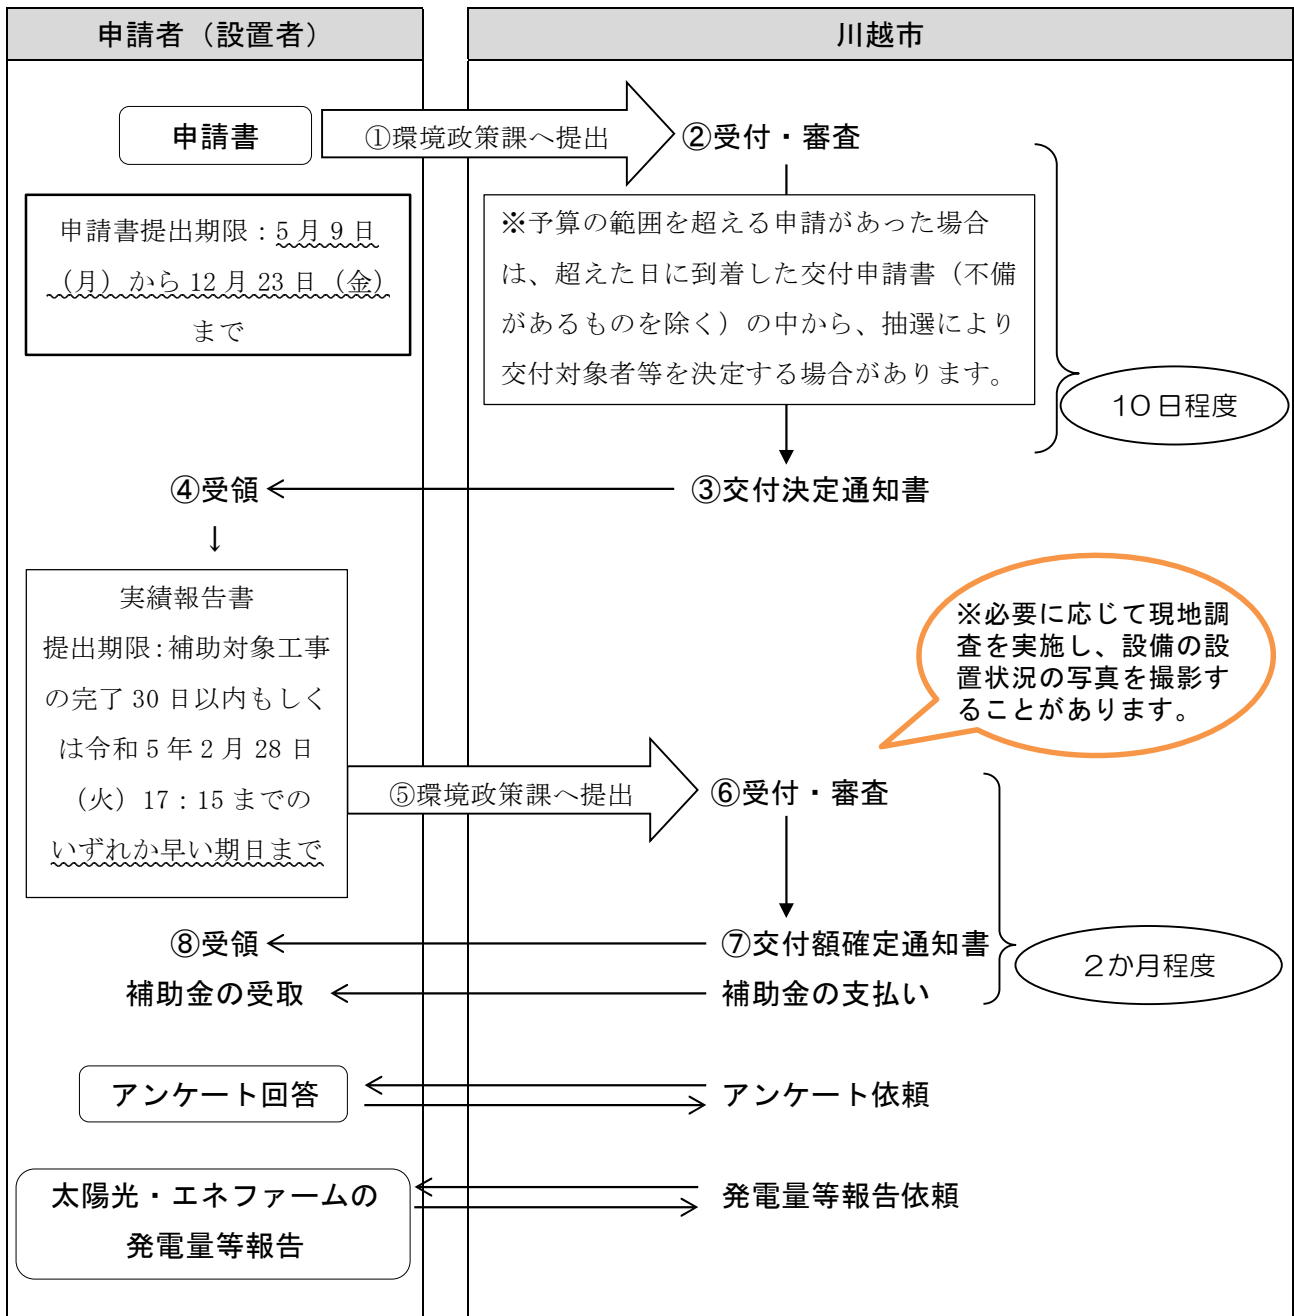 申請者（設置者）
川越市
申請書
①環境政策課へ提出
②受付・審査
申請書提出期限：5月9日
（月）から12月23日（金）
まで
※予算の範囲を超える申請があった場合
は、超えた日に到着した交付申請書（不備
があるものを除く）の中から、抽選により
交付対象者等を決定する場合があります。
10日程度
④受領
③交付決定通知書
↓
実績報告書
提出期限：補助対象工事
の完了30日以内もしく
は令和5年2月28日
（火）17：15までの
いずれか早い期日まで
※必要に応じて現地調
査を実施し、設備の設
置状況の写真を撮影す
ることがあります。
⑤環境政策課へ提出
⑥受付・審査
⑧受領
⑦交付額確定通知書
2か月程度
補助金の受取
補助金の支払い
アンケート回答
アンケート依頼
太陽光・エネファームの
発電量等報告
発電量等報告依頼